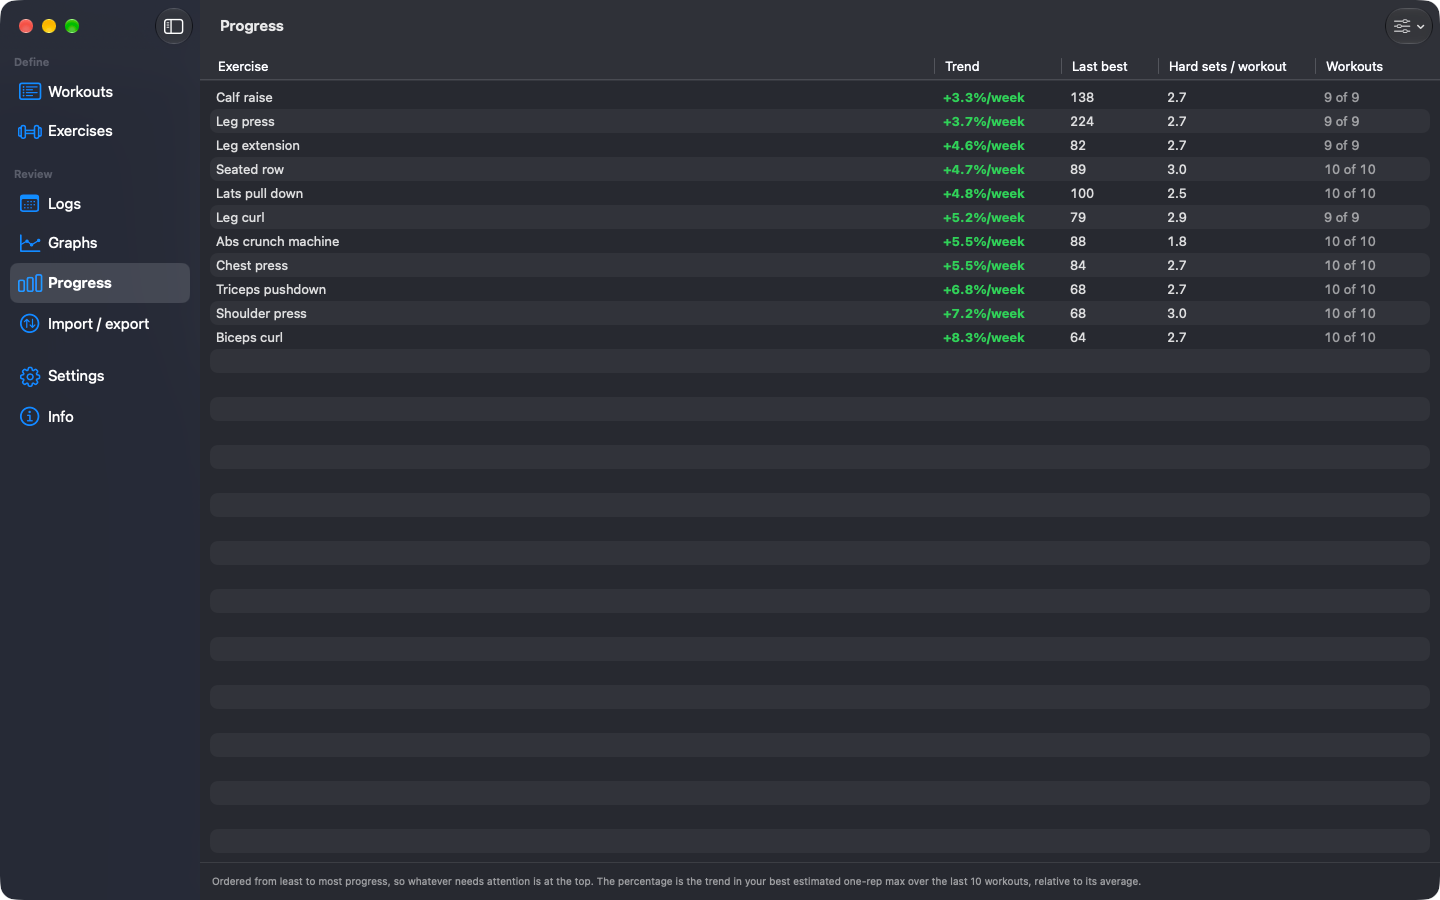 Define
Workouts
Exercises
Review
Logs
Graphs
Progress
Import / export
Settings
Info
Progress
Exercise Trend Last best Hard sets / workout Workouts
Calf raise +3.3%/week 138 2.7 9 of 9
Leg press +3.7%/week 224 2.7 9 of 9
Leg extension +4.6%/week 82 2.7 9 of 9
Seated row +4.7%/week 89 3.0 10 of 10
Lats pull down +4.8%/week 100 2.5 10 of 10
Leg curl +5.2%/week 79 2.9 9 of 9
Abs crunch machine +5.5%/week 88 1.8 10 of 10
Chest press +5.5%/week 84 2.7 10 of 10
Triceps pushdown +6.8%/week 68 2.7 10 of 10
Shoulder press +7.2%/week 68 3.0 10 of 10
Biceps curl +8.3%/week 64 2.7 10 of 10
Ordered from least to most progress, so whatever needs attention is at the top. The percentage is the trend in your best estimated one-rep max over the last 10 workouts, relative to its average.